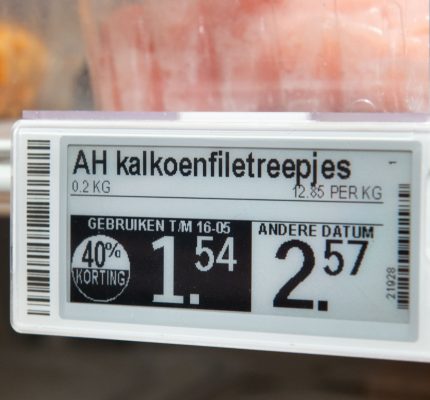 AH kalkoenfiletreepjes
1
0.2 KG
12.85 PER KG
GEBRUIKEN T/M 16-05
40%
KORTING
1.54
ANDERE DATUM
2.57
21928